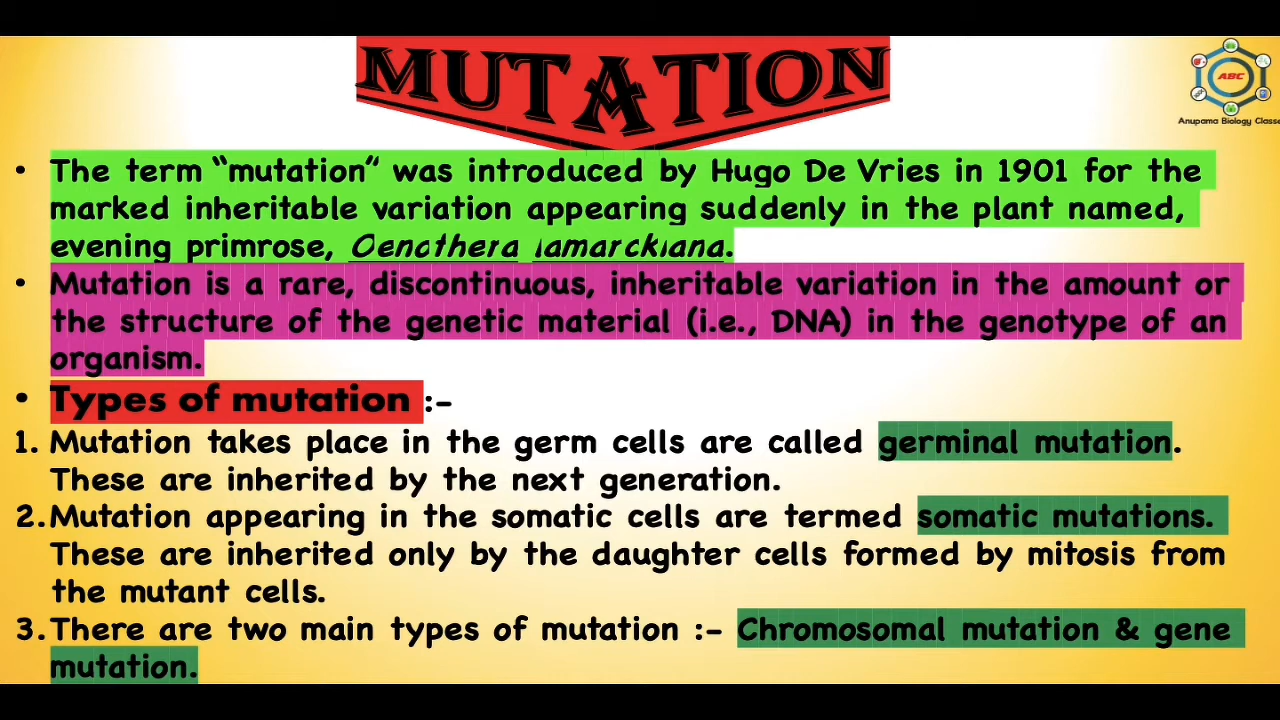 MUTATION
ABC
Anupama Biology Classe
• The term “mutation” was introduced by Hugo De Vries in 1901 for the
marked inheritable variation appearing suddenly in the plant named,
evening primrose, Oenothera lamarckiana.
• Mutation is a rare, discontinuous, inheritable variation in the amount or
the structure of the genetic material (i.e., DNA) in the genotype of an
organism.
• Types of mutation :-
1. Mutation takes place in the germ cells are called germinal mutation.
These are inherited by the next generation.
2. Mutation appearing in the somatic cells are termed somatic mutations.
These are inherited only by the daughter cells formed by mitosis from
the mutant cells.
3. There are two main types of mutation :- Chromosomal mutation & gene
mutation.